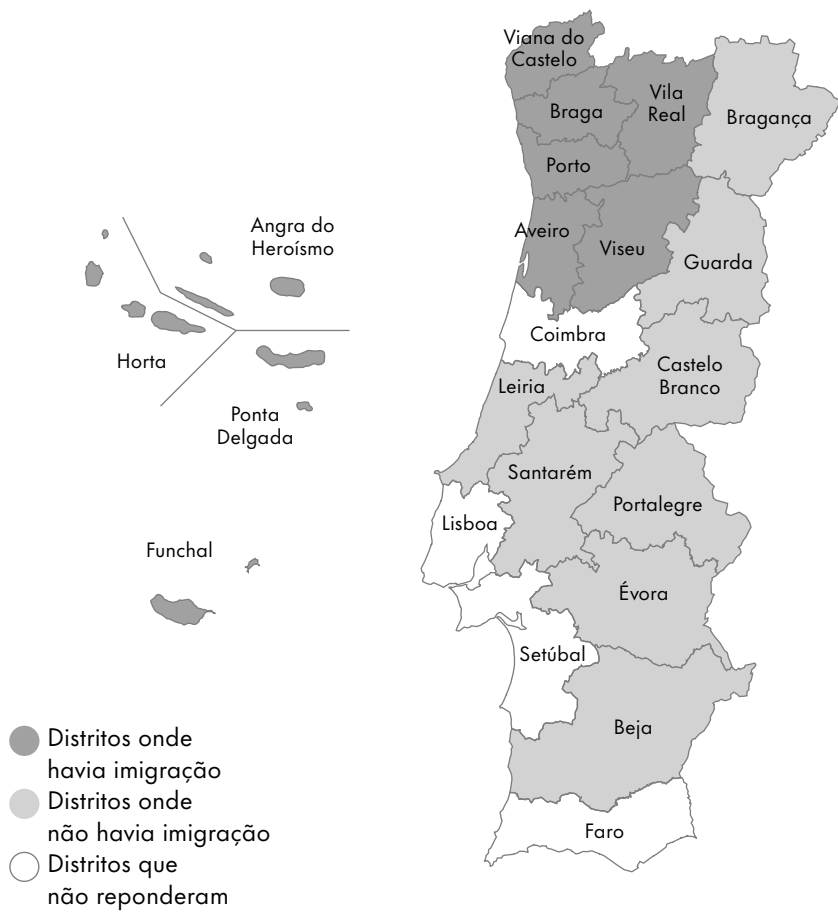 Viana do
Castelo
Braga
Vila
Real
Bragança
Porto
Aveiro
Viseu
Guarda
Angra do
Heroísmo
Horta
Ponta
Delgada
Coimbra
Leiria
Castelo
Branco
Santarém
Portalegre
Lisboa
Funchal
Évora
Setúbal
Beja
Faro
Distritos onde
havia imigração
Distritos onde
não havia imigração
Distritos que
não reponderam